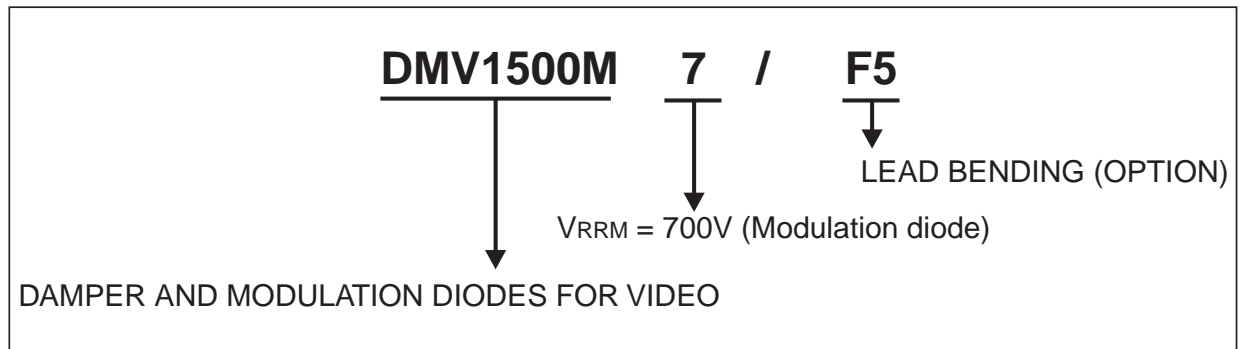 DMV1500M 7 / F5
LEAD BENDING (OPTION)
VRRM = 700V (Modulation diode)
DAMPER AND MODULATION DIODES FOR VIDEO